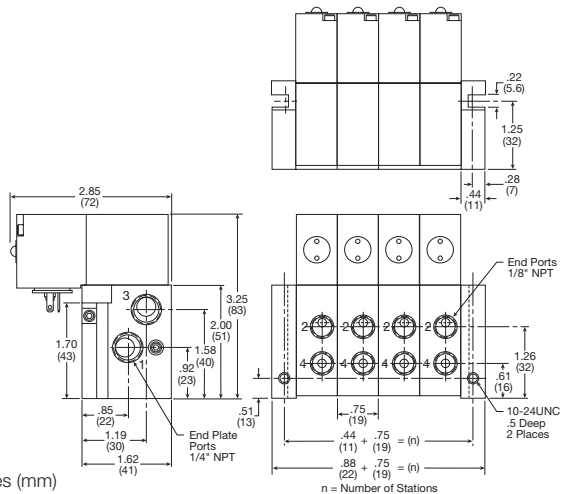 .22
(5.6)
1.25
(32)
.28
(7)
.44
(11)
2.85
(72)
3
1
1.70
(43)
.92
(23)
1.58
(40)
2.00
(51)
3.25
(83)
.85
(22)
1.19
(30)
1.62
(41)
End Plate
Ports
1/4" NPT
End Ports
1/8" NPT
2 2 2 2
4 4 4 4
1.26
(32)
.61
(16)
.51
(13)
.75
(19)
10-24UNC
.5 Deep
2 Places
.44 + .75 = (n)
(11) (19)
.88 + .75 = (n)
(22) (19)
n = Number of Stations
es (mm)